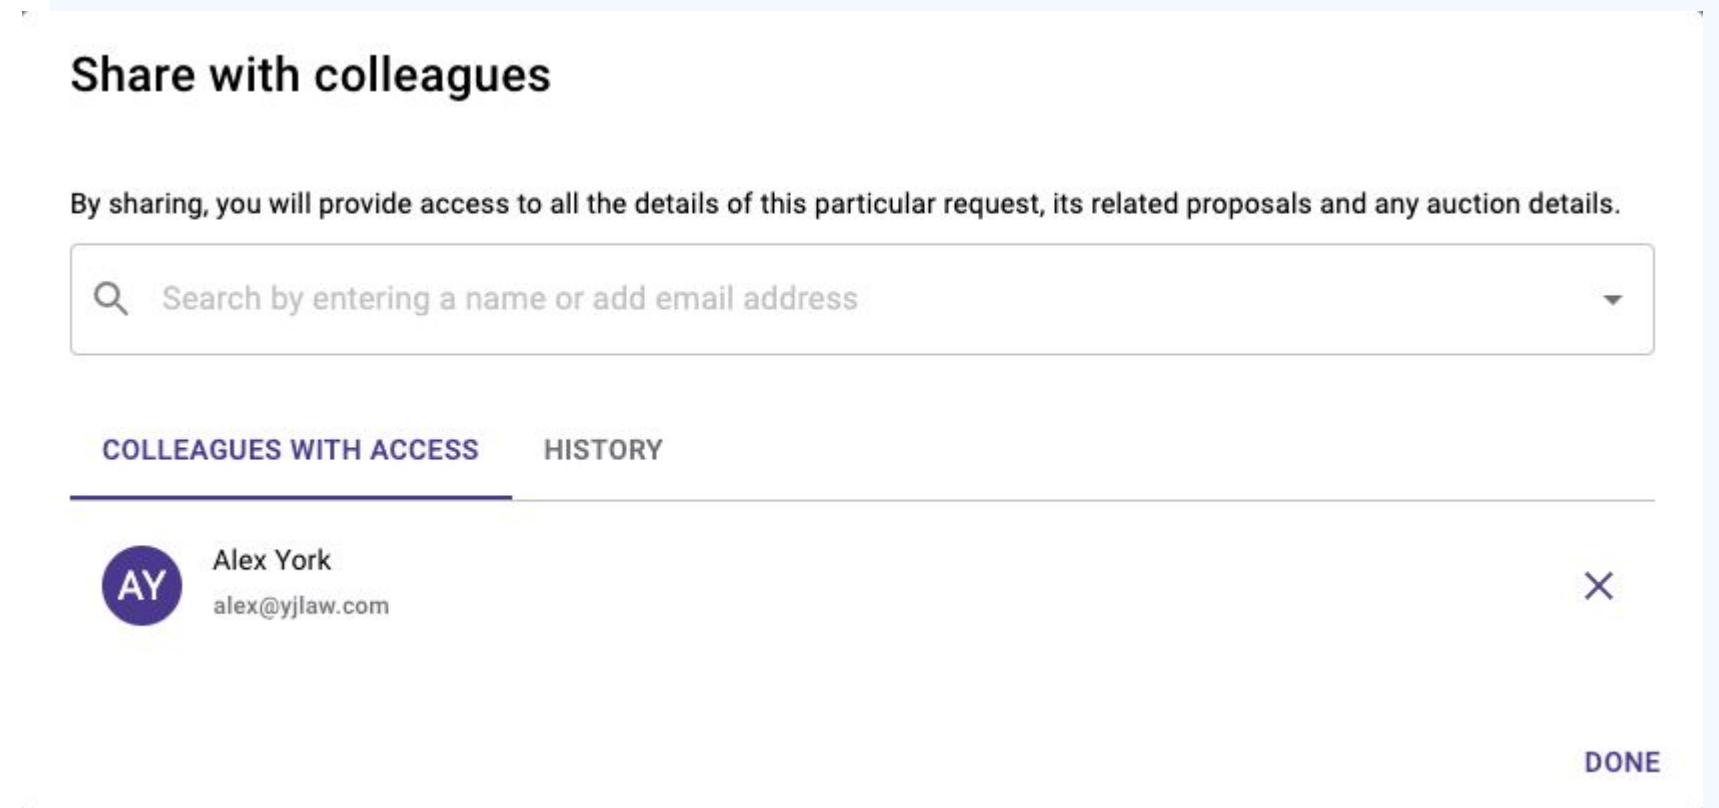 Share with colleagues
By sharing, you will provide access to all the details of this particular request, its related proposals and any auction details.
Search by entering a name or add email address
COLLEAGUES WITH ACCESS HISTORY
AY
Alex York
alex@yjlaw.com
DONE